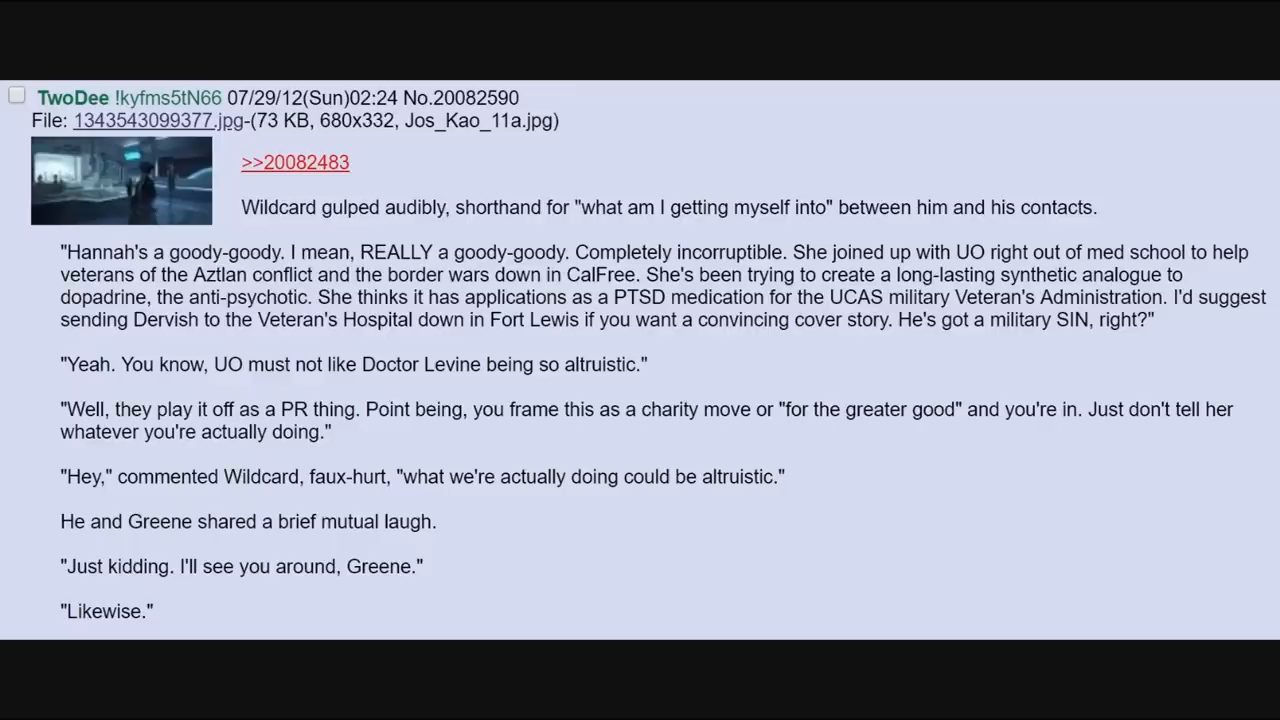 TwoDee !kyfms5tN66 07/29/12(Sun)02:24 No.20082590
File: 1343543099377.jpg-(73 KB, 680x332, Jos_Kao_11a.jpg)
>>20082483
Wildcard gulped audibly, shorthand for "what am I getting myself into" between him and his contacts.
"Hannah's a goody-goody. I mean, REALLY a goody-goody. Completely incorruptible. She joined up with UO right out of med school to help
veterans of the Aztlan conflict and the border wars down in CalFree. She's been trying to create a long-lasting synthetic analogue to
dopadrine, the anti-psychotic. She thinks it has applications as a PTSD medication for the UCAS military Veteran's Administration. I'd suggest
sending Dervish to the Veteran's Hospital down in Fort Lewis if you want a convincing cover story. He's got a military SIN, right?"
"Yeah. You know, UO must not like Doctor Levine being so altruistic."
"Well, they play it off as a PR thing. Point being, you frame this as a charity move or "for the greater good" and you're in. Just don't tell her
whatever you're actually doing."
"Hey," commented Wildcard, faux-hurt, "what we're actually doing could be altruistic."
He and Greene shared a brief mutual laugh.
"Just kidding. I'll see you around, Greene."
"Likewise."